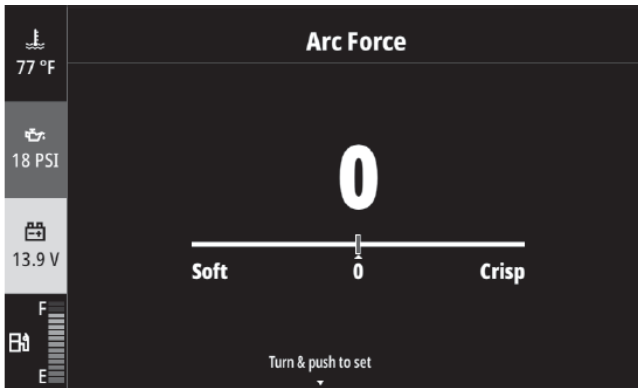 Arc Force
77 °F
18 PSI
0
13.9 V
Soft 0 Crisp
F
E
Turn & push to set